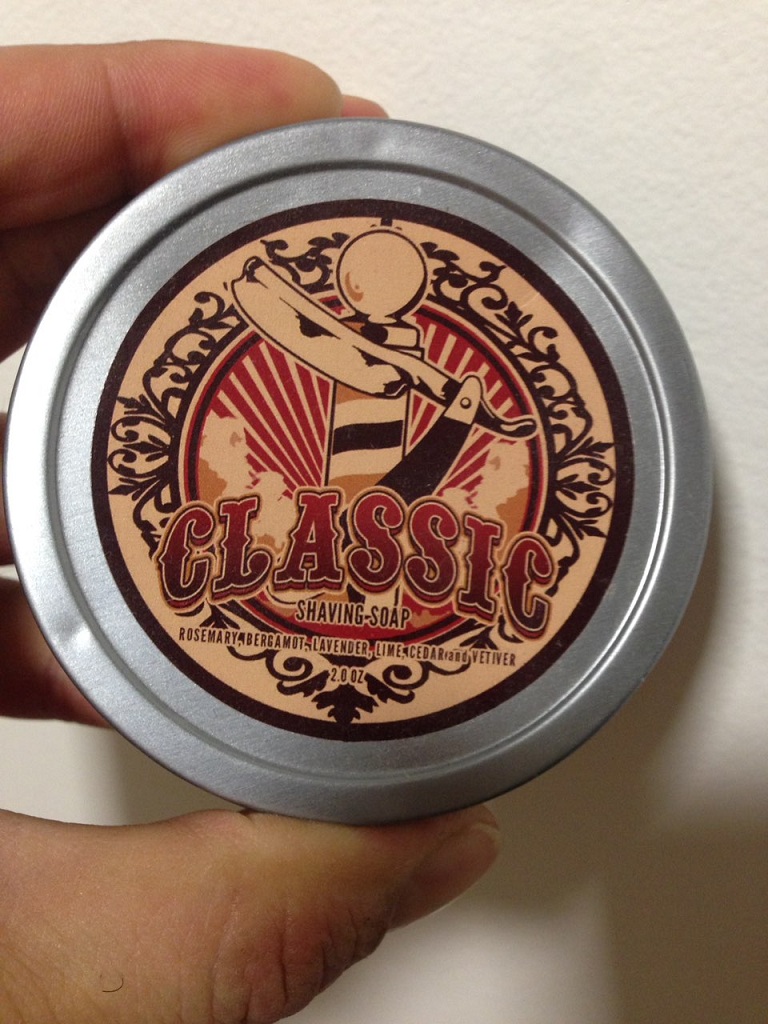 CLASSIC
SHAVING SOAP
ROSEMARY, BERGAMOT, LAVENDER, LIME, CEDAR and VETIVER
2.0 OZ